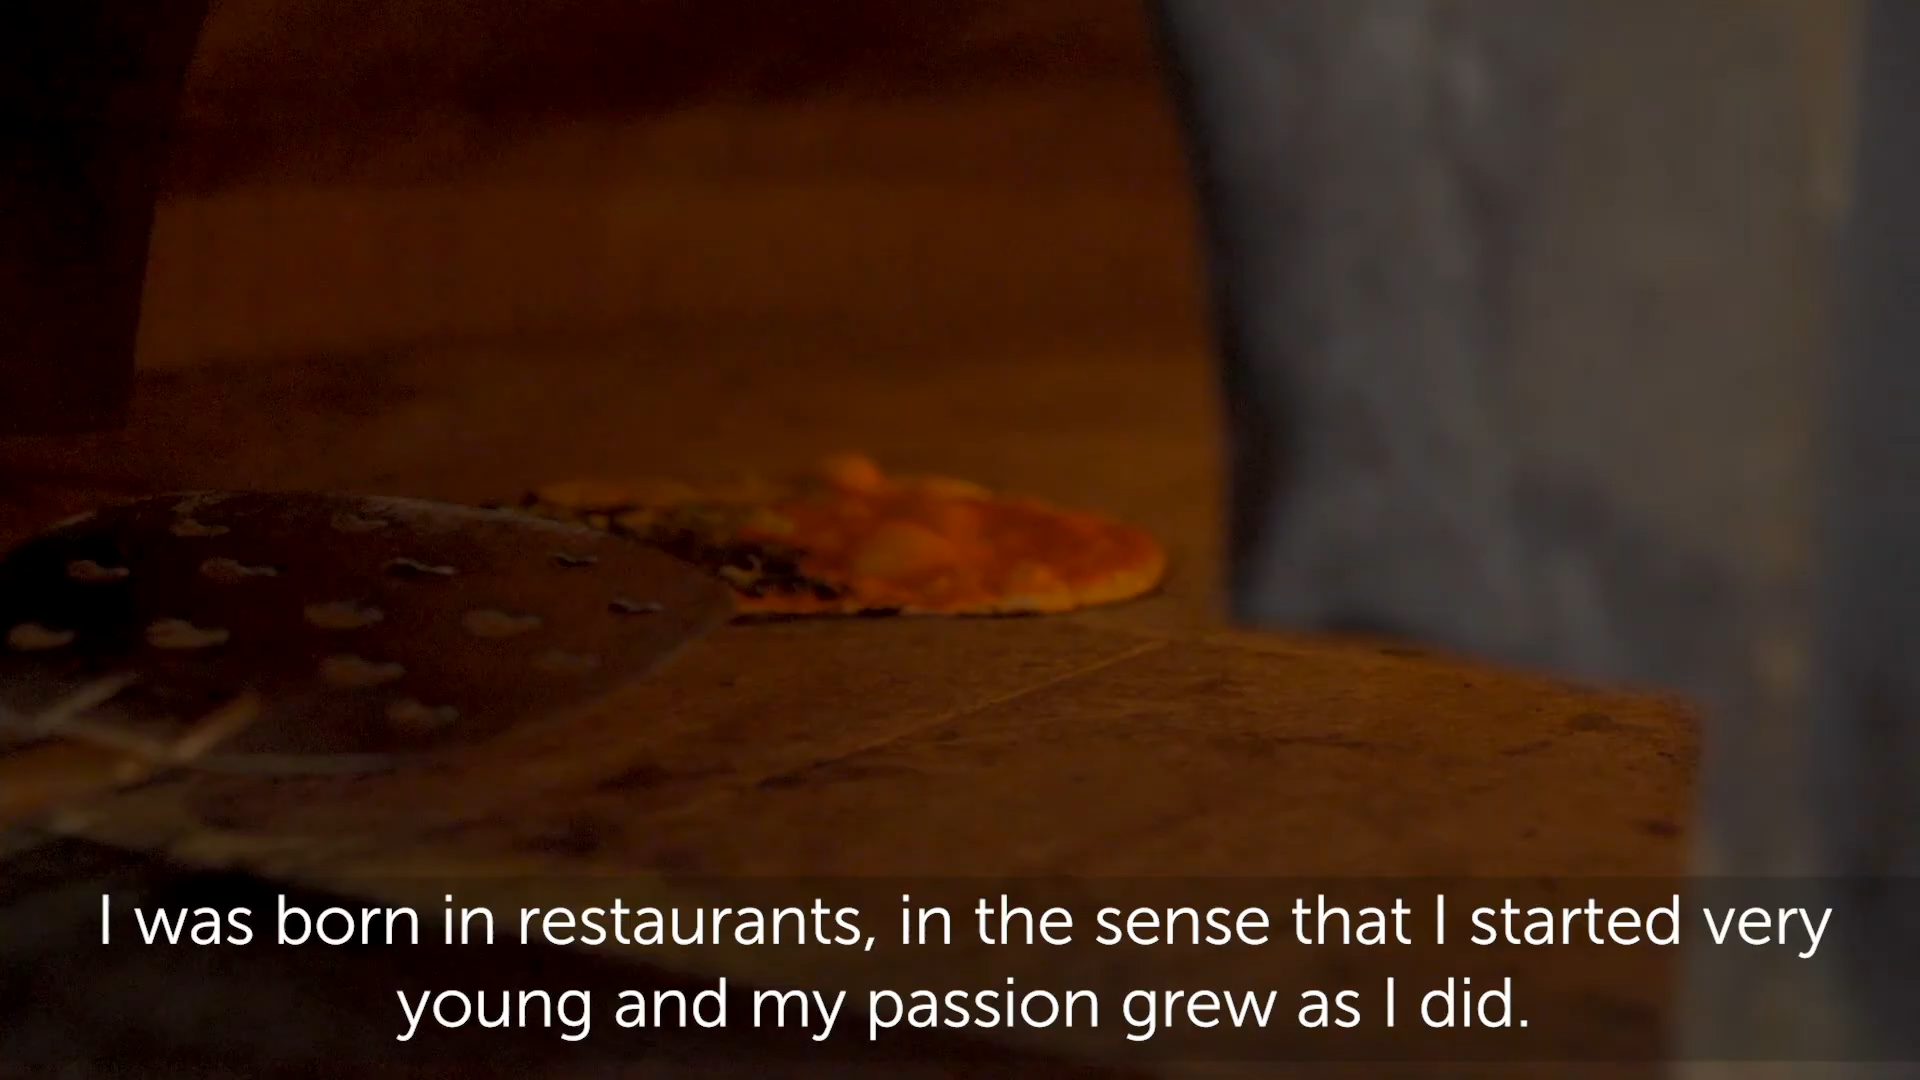 I was born in restaurants, in the sense that I started very
young and my passion grew as I did.